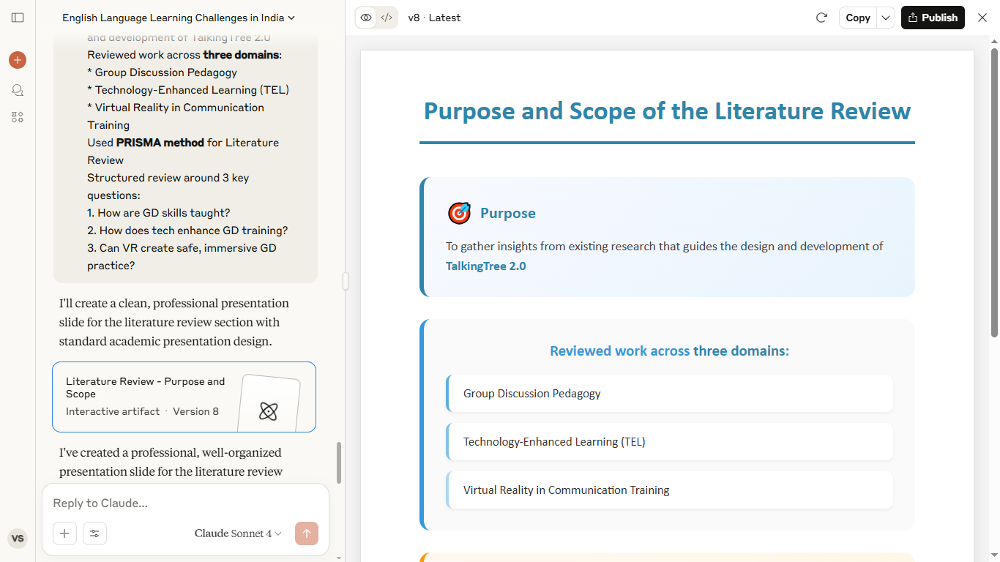 English Language Learning Challenges in India
and development of TalkingTree 2.0
Reviewed work across three domains:
* Group Discussion Pedagogy
* Technology-Enhanced Learning (TEL)
* Virtual Reality in Communication
Training
Used PRISMA method for Literature
Review
Structured review around 3 key
questions:
1. How are GD skills taught?
2. How does tech enhance GD training?
3. Can VR create safe, immersive GD
practice?
I'll create a clean, professional presentation
slide for the literature review section with
standard academic presentation design.
Literature Review - Purpose and
Scope
Interactive artifact · Version 8
I've created a professional, well-organized
presentation slide for the literature review
Reply to Claude...
Claude Sonnet 4
VS
v8 · Latest
Copy
Publish
Purpose and Scope of the Literature Review
Purpose
To gather insights from existing research that guides the design and development of
TalkingTree 2.0
Reviewed work across three domains:
Group Discussion Pedagogy
Technology-Enhanced Learning (TEL)
Virtual Reality in Communication Training